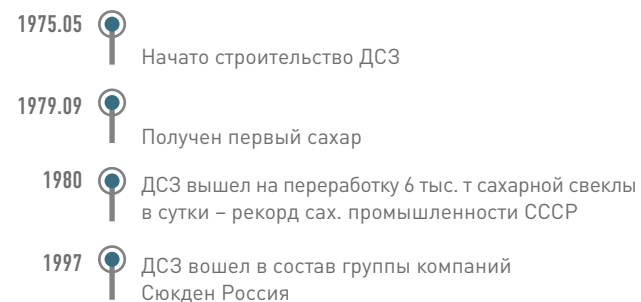 1975.05
Начато строительство ДСЗ
1979.09
Получен первый сахар
1980
ДСЗ вышел на переработку 6 тыс. т сахарной свеклы
в сутки – рекорд сах. промышленности СССР
1997
ДСЗ вошел в состав группы компаний
Сюкден Россия